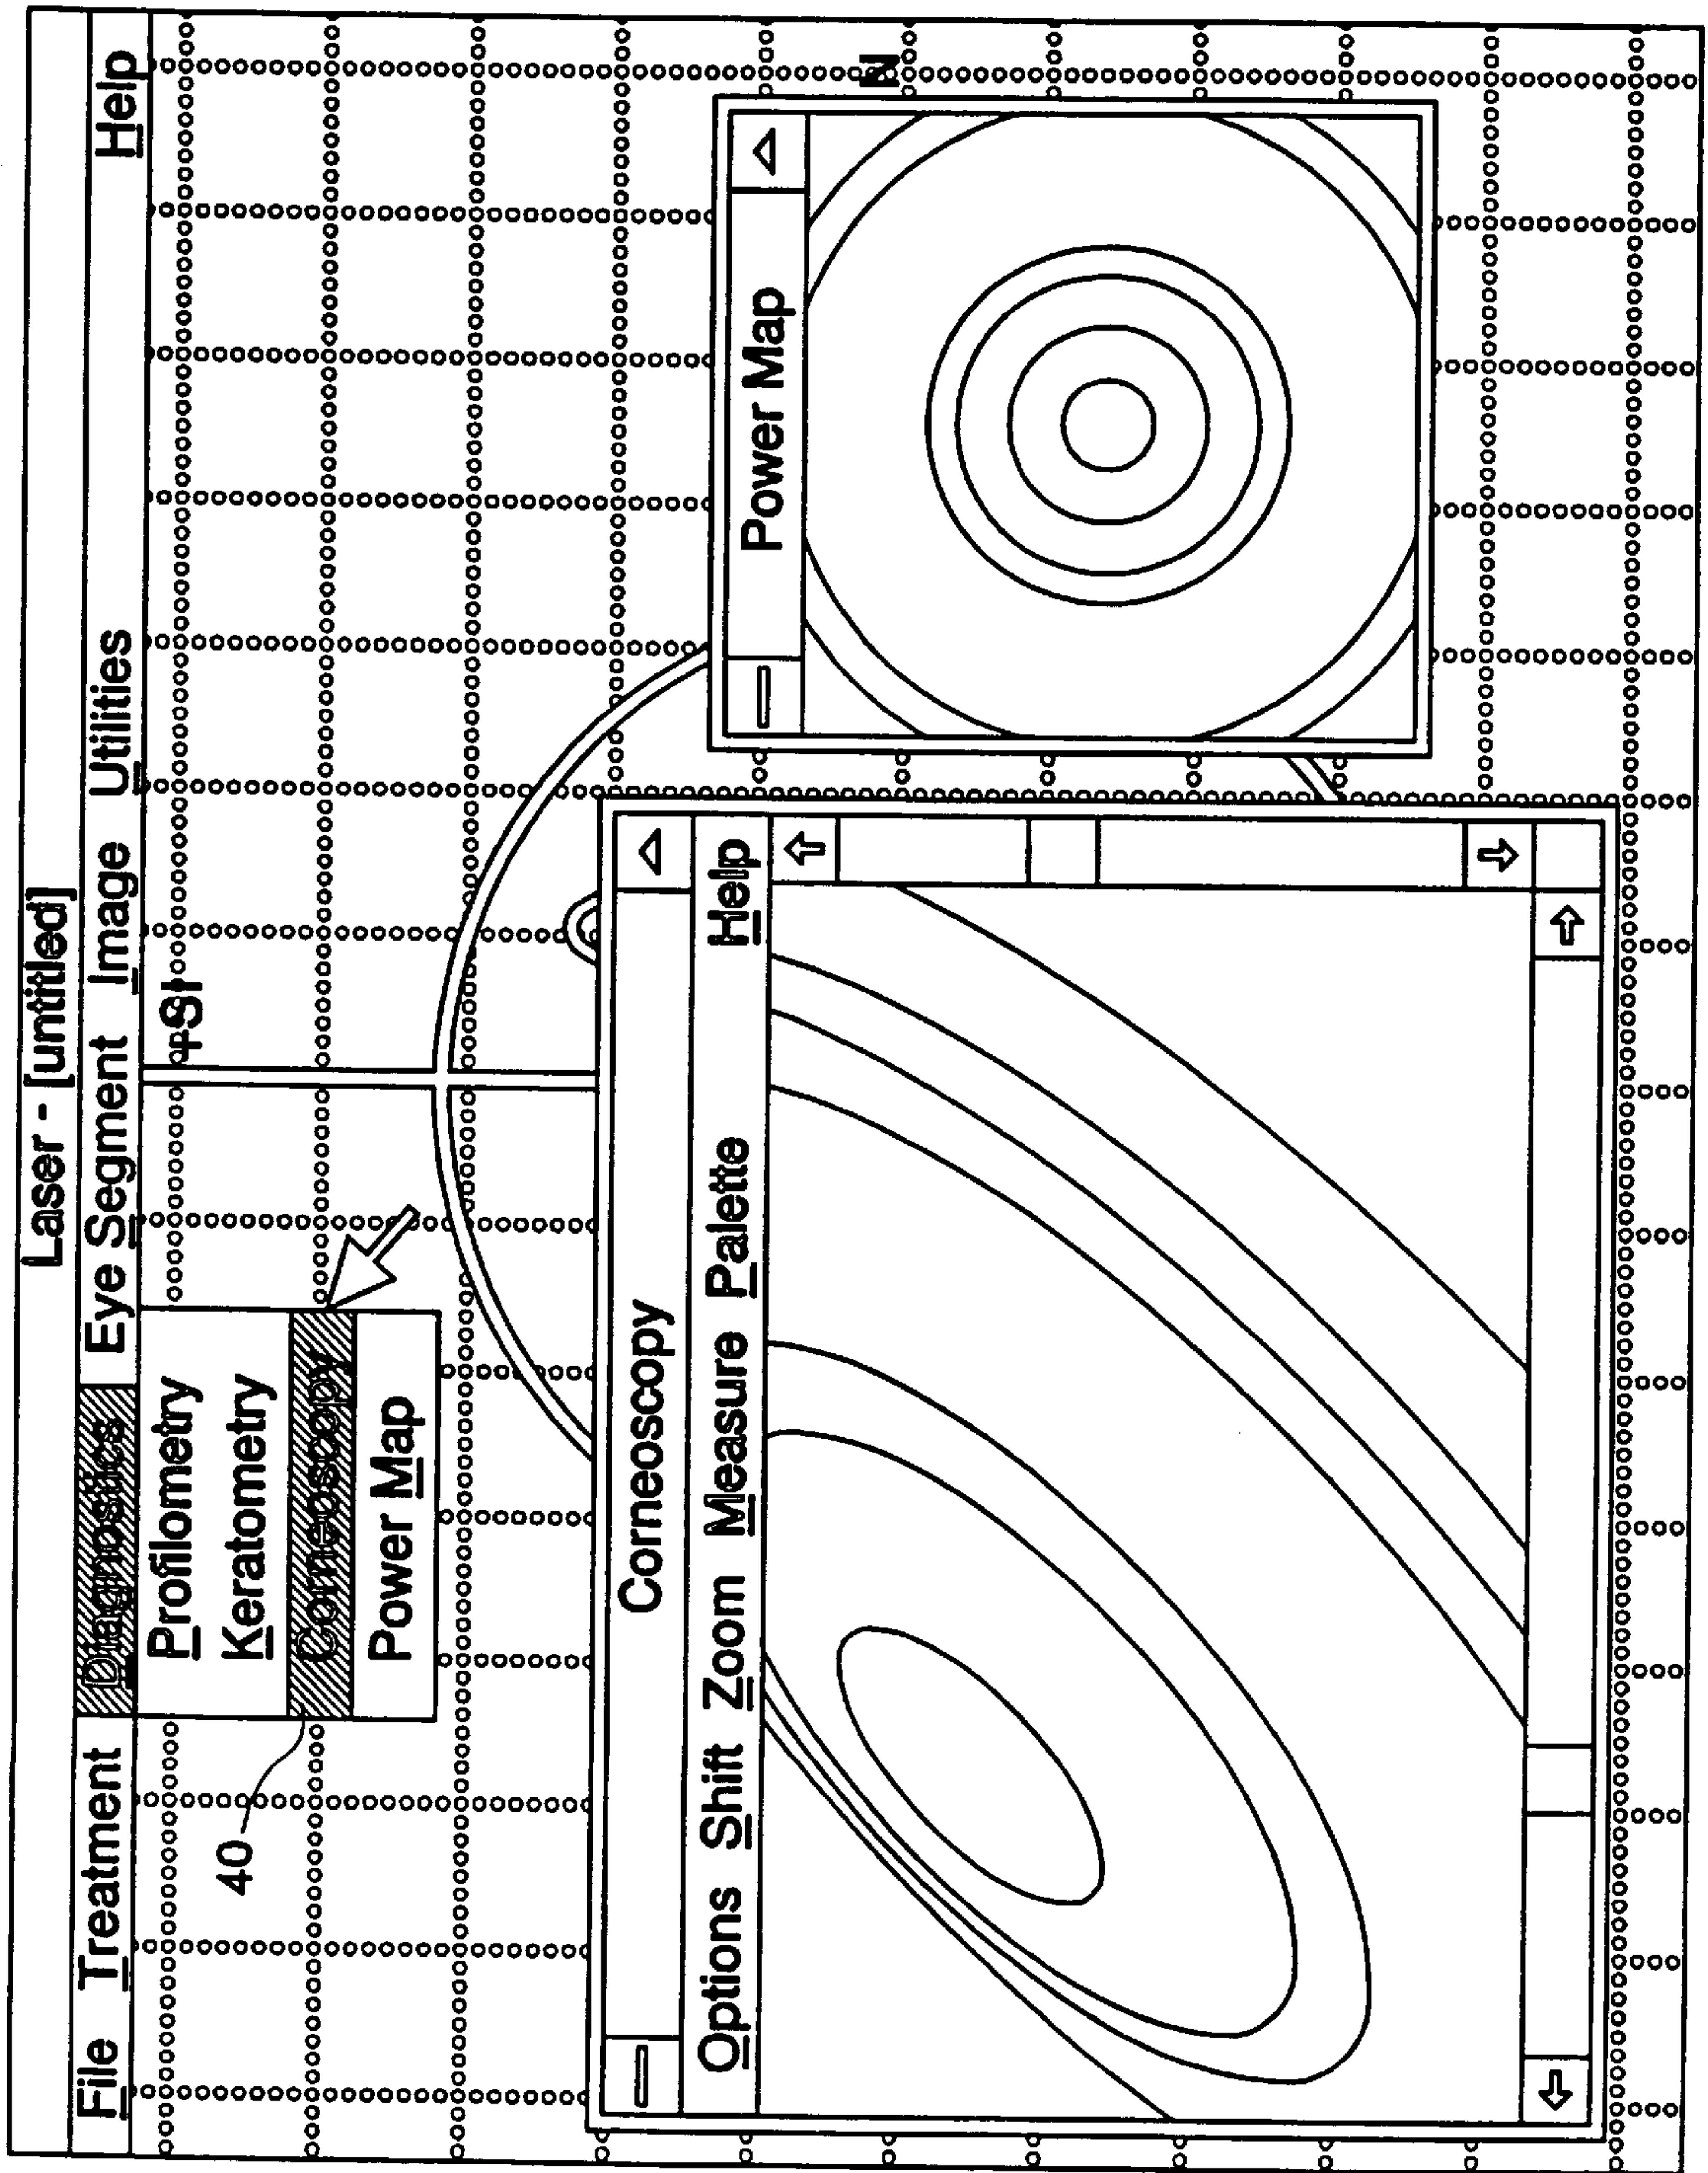 Laser - [untitled]
File Treatment Diagnostics Eye Segment Image Utilities Help
Profilometry
Keratometry
Corneoscopy
Power Map
40
Corneoscopy
Options Shift Zoom Measure Palette Help
Power Map
N